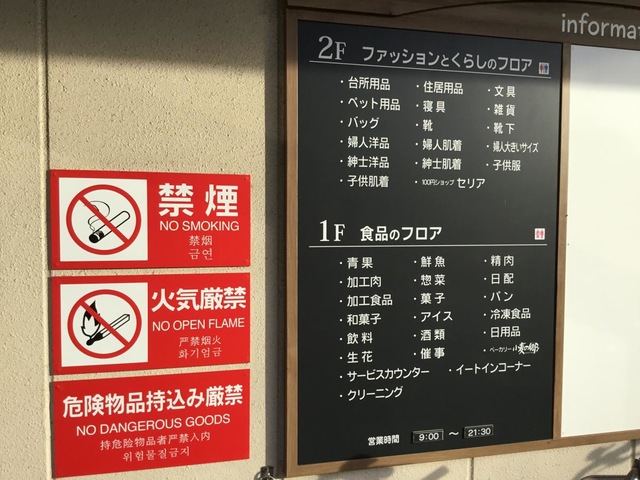 informat
2F ファッションとくらしのフロア
・台所用品 ・住居用品 ・文具
・ペット用品 ・寝具 ・雑貨
・バッグ ・靴 ・靴下
・婦人洋品 ・婦人肌着 ・婦人大きいサイズ
・紳士洋品 ・紳士肌着 ・子供服
・子供肌着 ・100円ショップ セリア
1F 食品のフロア
・青果 ・鮮魚 ・精肉
・加工肉 ・惣菜 ・日配
・加工食品 ・菓子 ・パン
・和菓子 ・アイス ・冷凍食品
・飲料 ・酒類 ・日用品
・生花 ・催事 ・ベーカリー
・サービスカウンター ・イートインコーナー
・クリーニング
営業時間 9:00 〜 21:30
禁煙
NO SMOKING
禁烟
금연
火気厳禁
NO OPEN FLAME
严禁烟火
화기엄금
危険物品持込み厳禁
NO DANGEROUS GOODS
持危险物品者严禁入内
위험물질금지